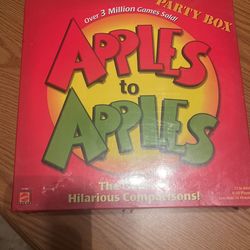 PARTY BOX
Over 3 Million Games Sold!
APPLES
to
APPLES
The
Hilarious Comparisons!